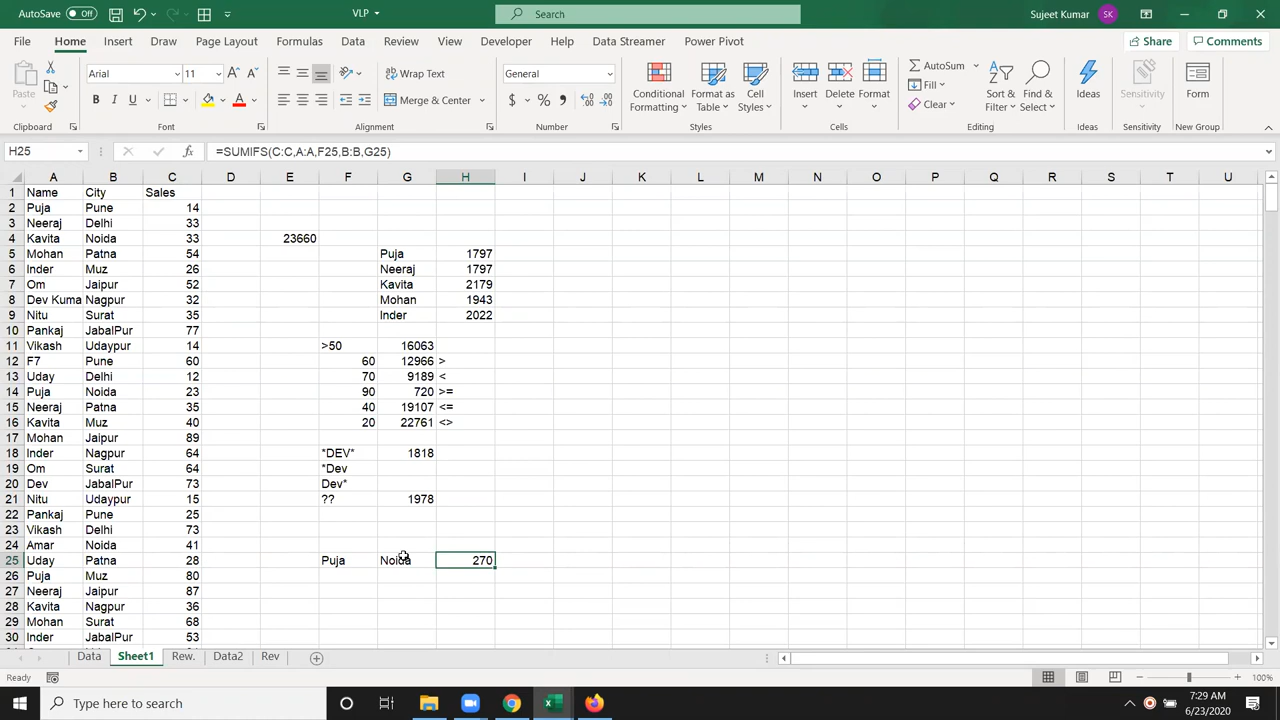 AutoSave Off VLP Search Sujeet Kumar SK
File Home Insert Draw Page Layout Formulas Data Review View Developer Help Data Streamer Power Pivot Share Comments
Paste Arial 11 Wrap Text General Conditional Formatting Format as Table Cell Styles Insert Delete Format AutoSum Fill Clear Sort & Filter Find & Select Ideas Sensitivity Form
B I U Merge & Center $ %
Clipboard Font Alignment Number Styles Cells Editing Ideas Sensitivity New Group
H25 fx =SUMIFS(C:C,A:A,F25,B:B,G25)
A B C D E F G H I J K L M N O P Q R S T U
1 Name City Sales
2 Puja Pune 14
3 Neeraj Delhi 33
4 Kavita Noida 33 23660
5 Mohan Patna 54 Puja 1797
6 Inder Muz 26 Neeraj 1797
7 Om Jaipur 52 Kavita 2179
8 Dev Kuma Nagpur 32 Mohan 1943
9 Nitu Surat 35 Inder 2022
10 Pankaj JabalPur 77
11 Vikash Udaypur 14 >50 16063
12 F7 Pune 60 60 12966 >
13 Uday Delhi 12 70 9189 <
14 Puja Noida 23 90 720 >=
15 Neeraj Patna 35 40 19107 <=
16 Kavita Muz 40 20 22761 <>
17 Mohan Jaipur 89
18 Inder Nagpur 64 *DEV* 1818
19 Om Surat 64 *Dev
20 Dev JabalPur 73 Dev*
21 Nitu Udaypur 15 ?? 1978
22 Pankaj Pune 25
23 Vikash Delhi 73
24 Amar Noida 41
25 Uday Patna 28 Puja Noida 270
26 Puja Muz 80
27 Neeraj Jaipur 87
28 Kavita Nagpur 36
29 Mohan Surat 68
30 Inder JabalPur 53
Data Sheet1 Rew. Data2 Rev
Ready 100%
Type here to search 7:29 AM
6/23/2020